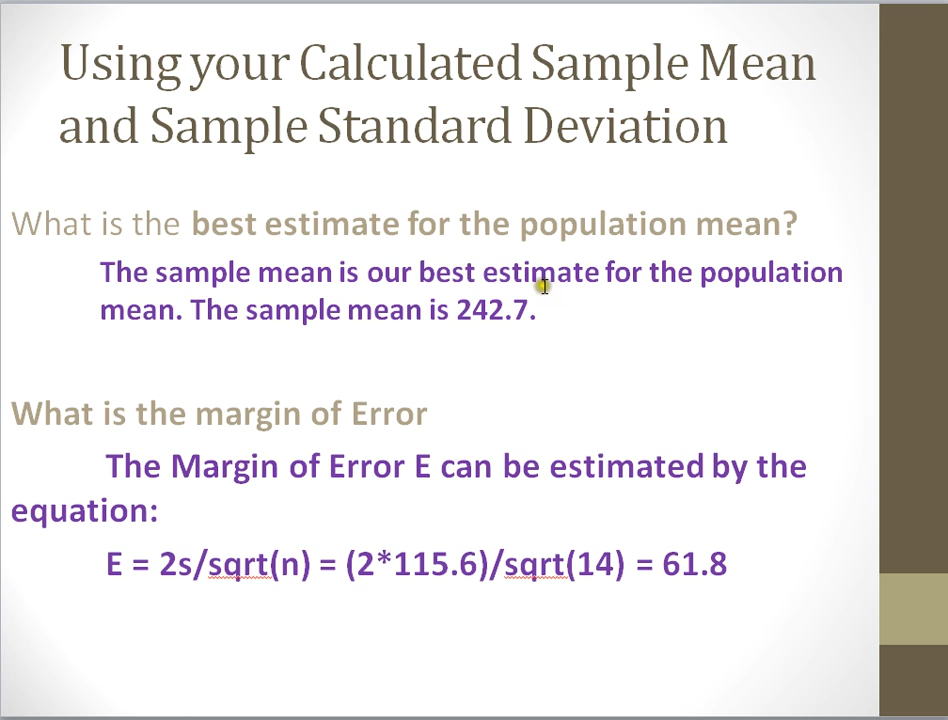 Using your Calculated Sample Mean
and Sample Standard Deviation
What is the best estimate for the population mean?
The sample mean is our best estimate for the population
mean. The sample mean is 242.7.
What is the margin of Error
The Margin of Error E can be estimated by the
equation:
E = 2s/sqrt(n) = (2*115.6)/sqrt(14) = 61.8